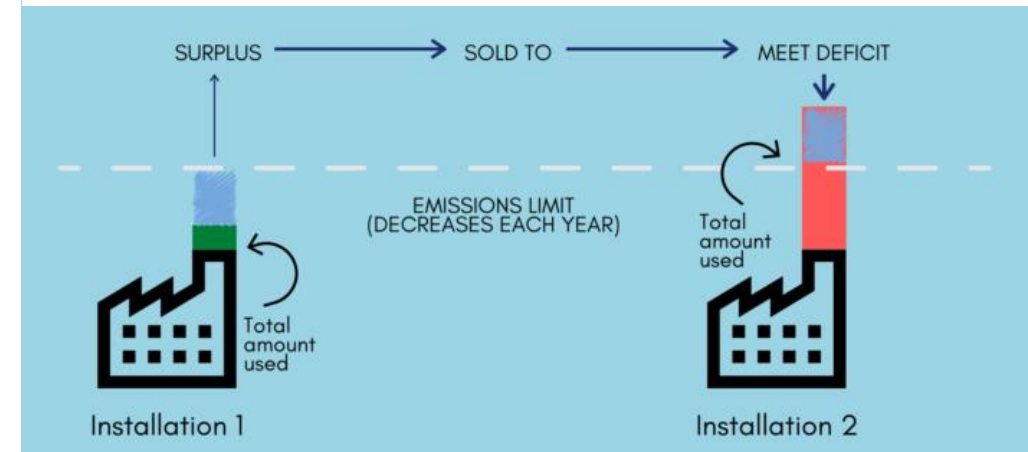 SURPLUS
SOLD TO
MEET DEFICIT
EMISSIONS LIMIT
(DECREASES EACH YEAR)
Total
amount
used
Total
amount
used
Installation 1
Installation 2